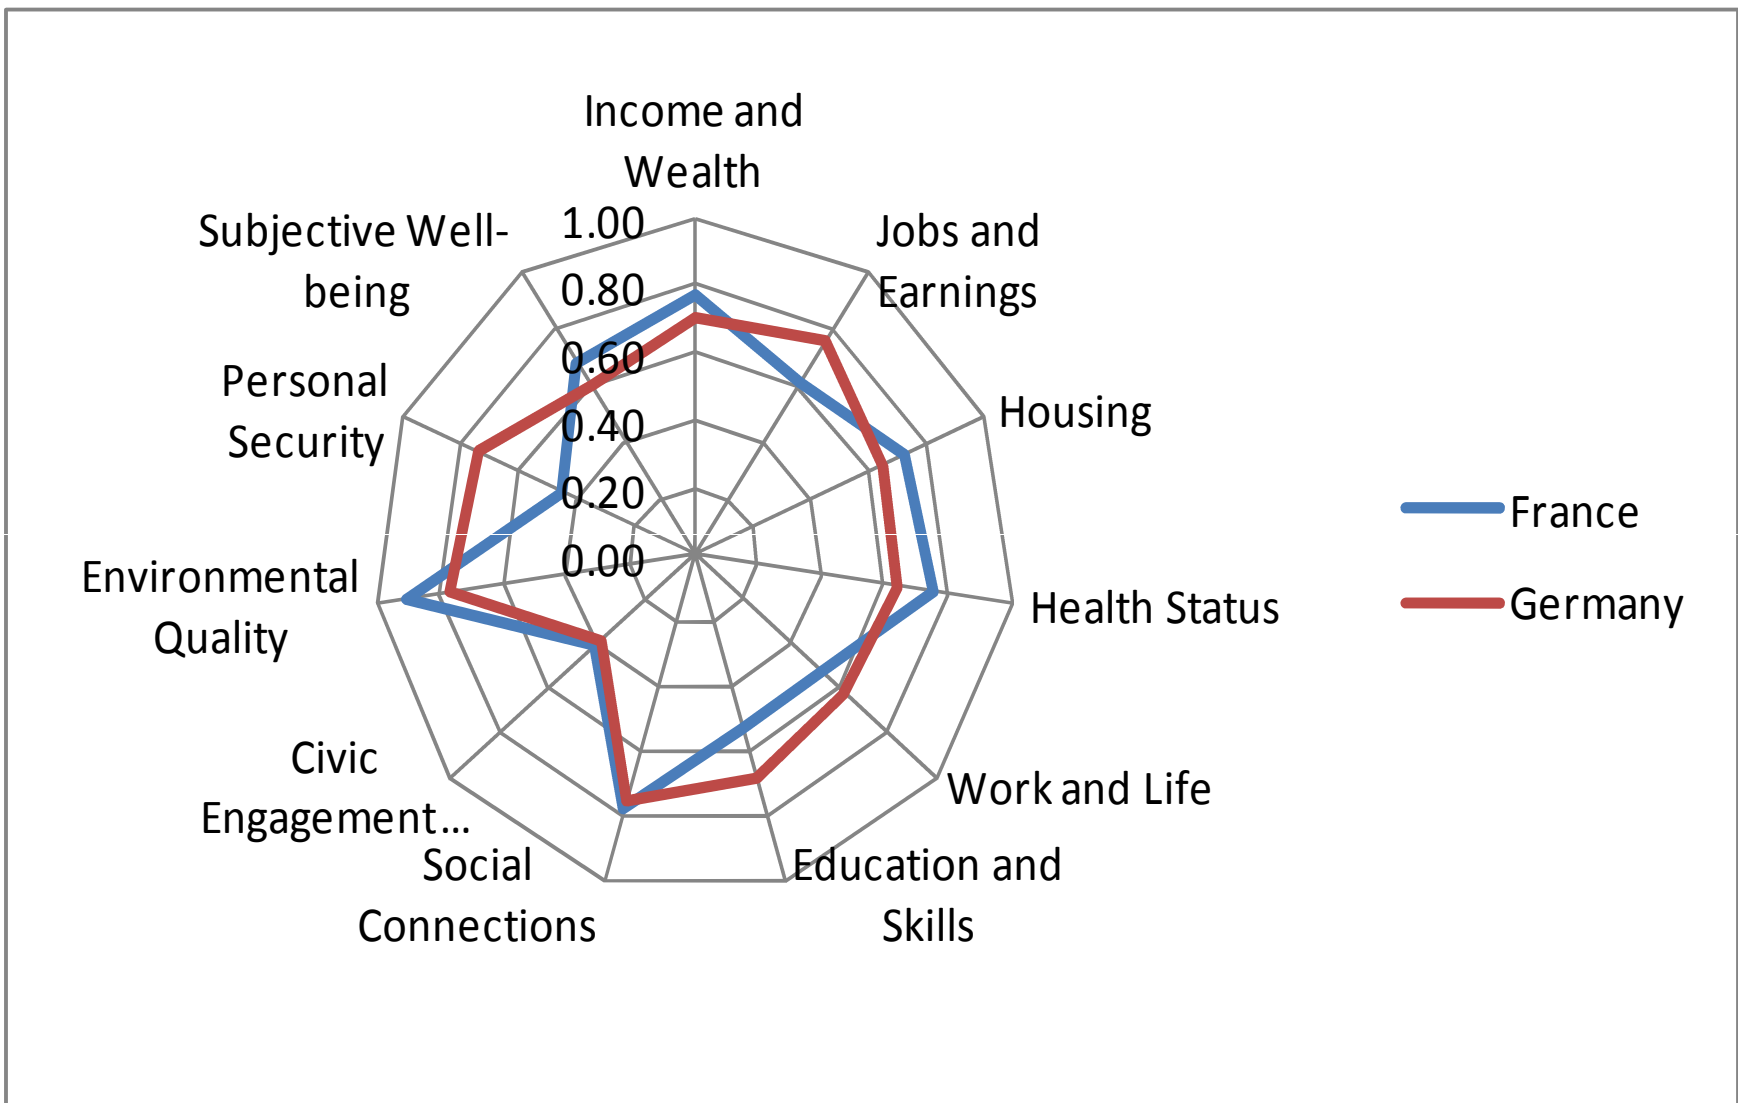 Income and
Wealth
1.00
0.80
0.60
0.40
0.20
0.00
Jobs and
Earnings
Housing
Health Status
Work and Life
Education and
Skills
Social
Connections
Civic
Engagement...
Environmental
Quality
Personal
Security
Subjective Well-
being
France
Germany